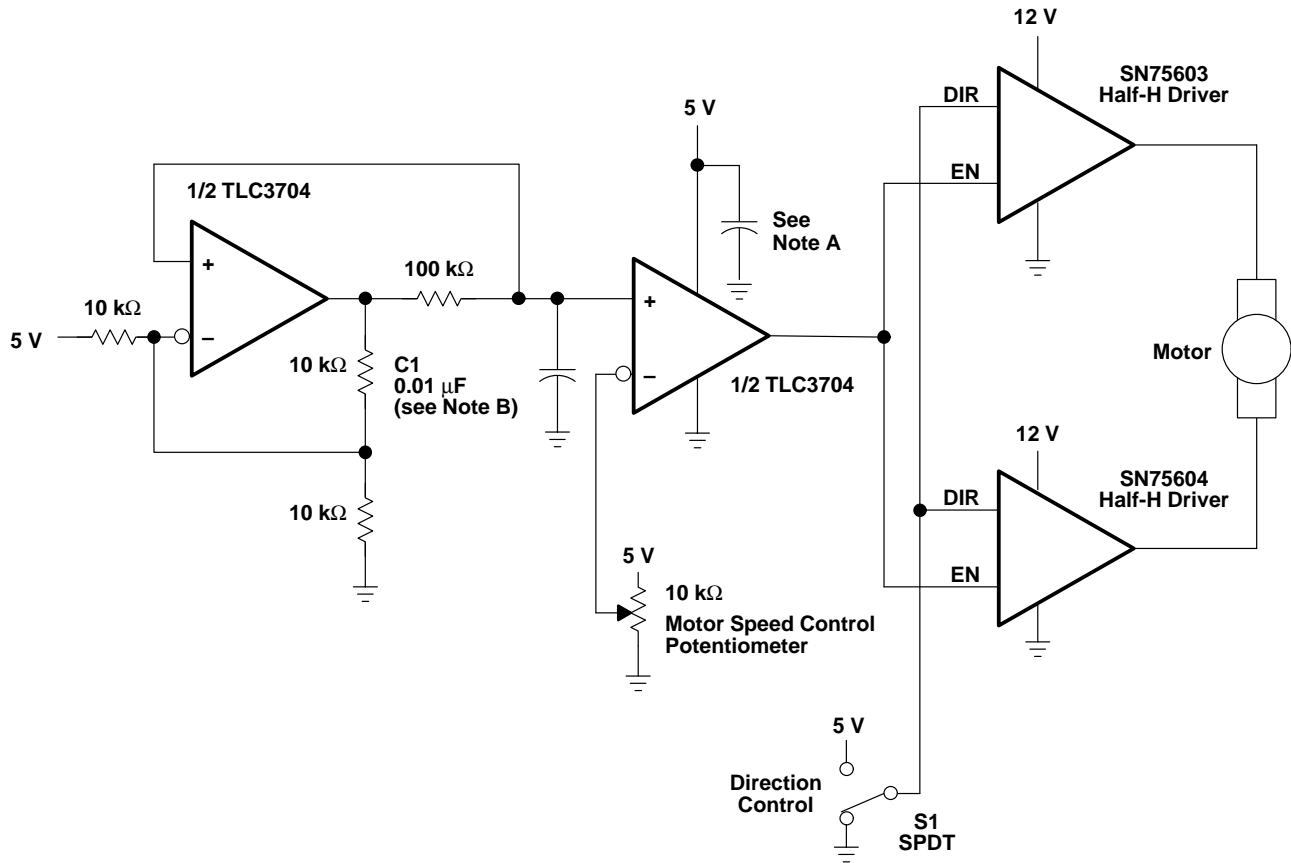 12 V
SN75603
Half-H Driver
DIR
EN
5 V
See
Note A
1/2 TLC3704
+
−
100 kΩ
10 kΩ
5 V
10 kΩ
C1
0.01 μF
(see Note B)
10 kΩ
+
−
1/2 TLC3704
Motor
12 V
SN75604
Half-H Driver
DIR
EN
5 V
10 kΩ
Motor Speed Control
Potentiometer
5 V
Direction
Control
S1
SPDT